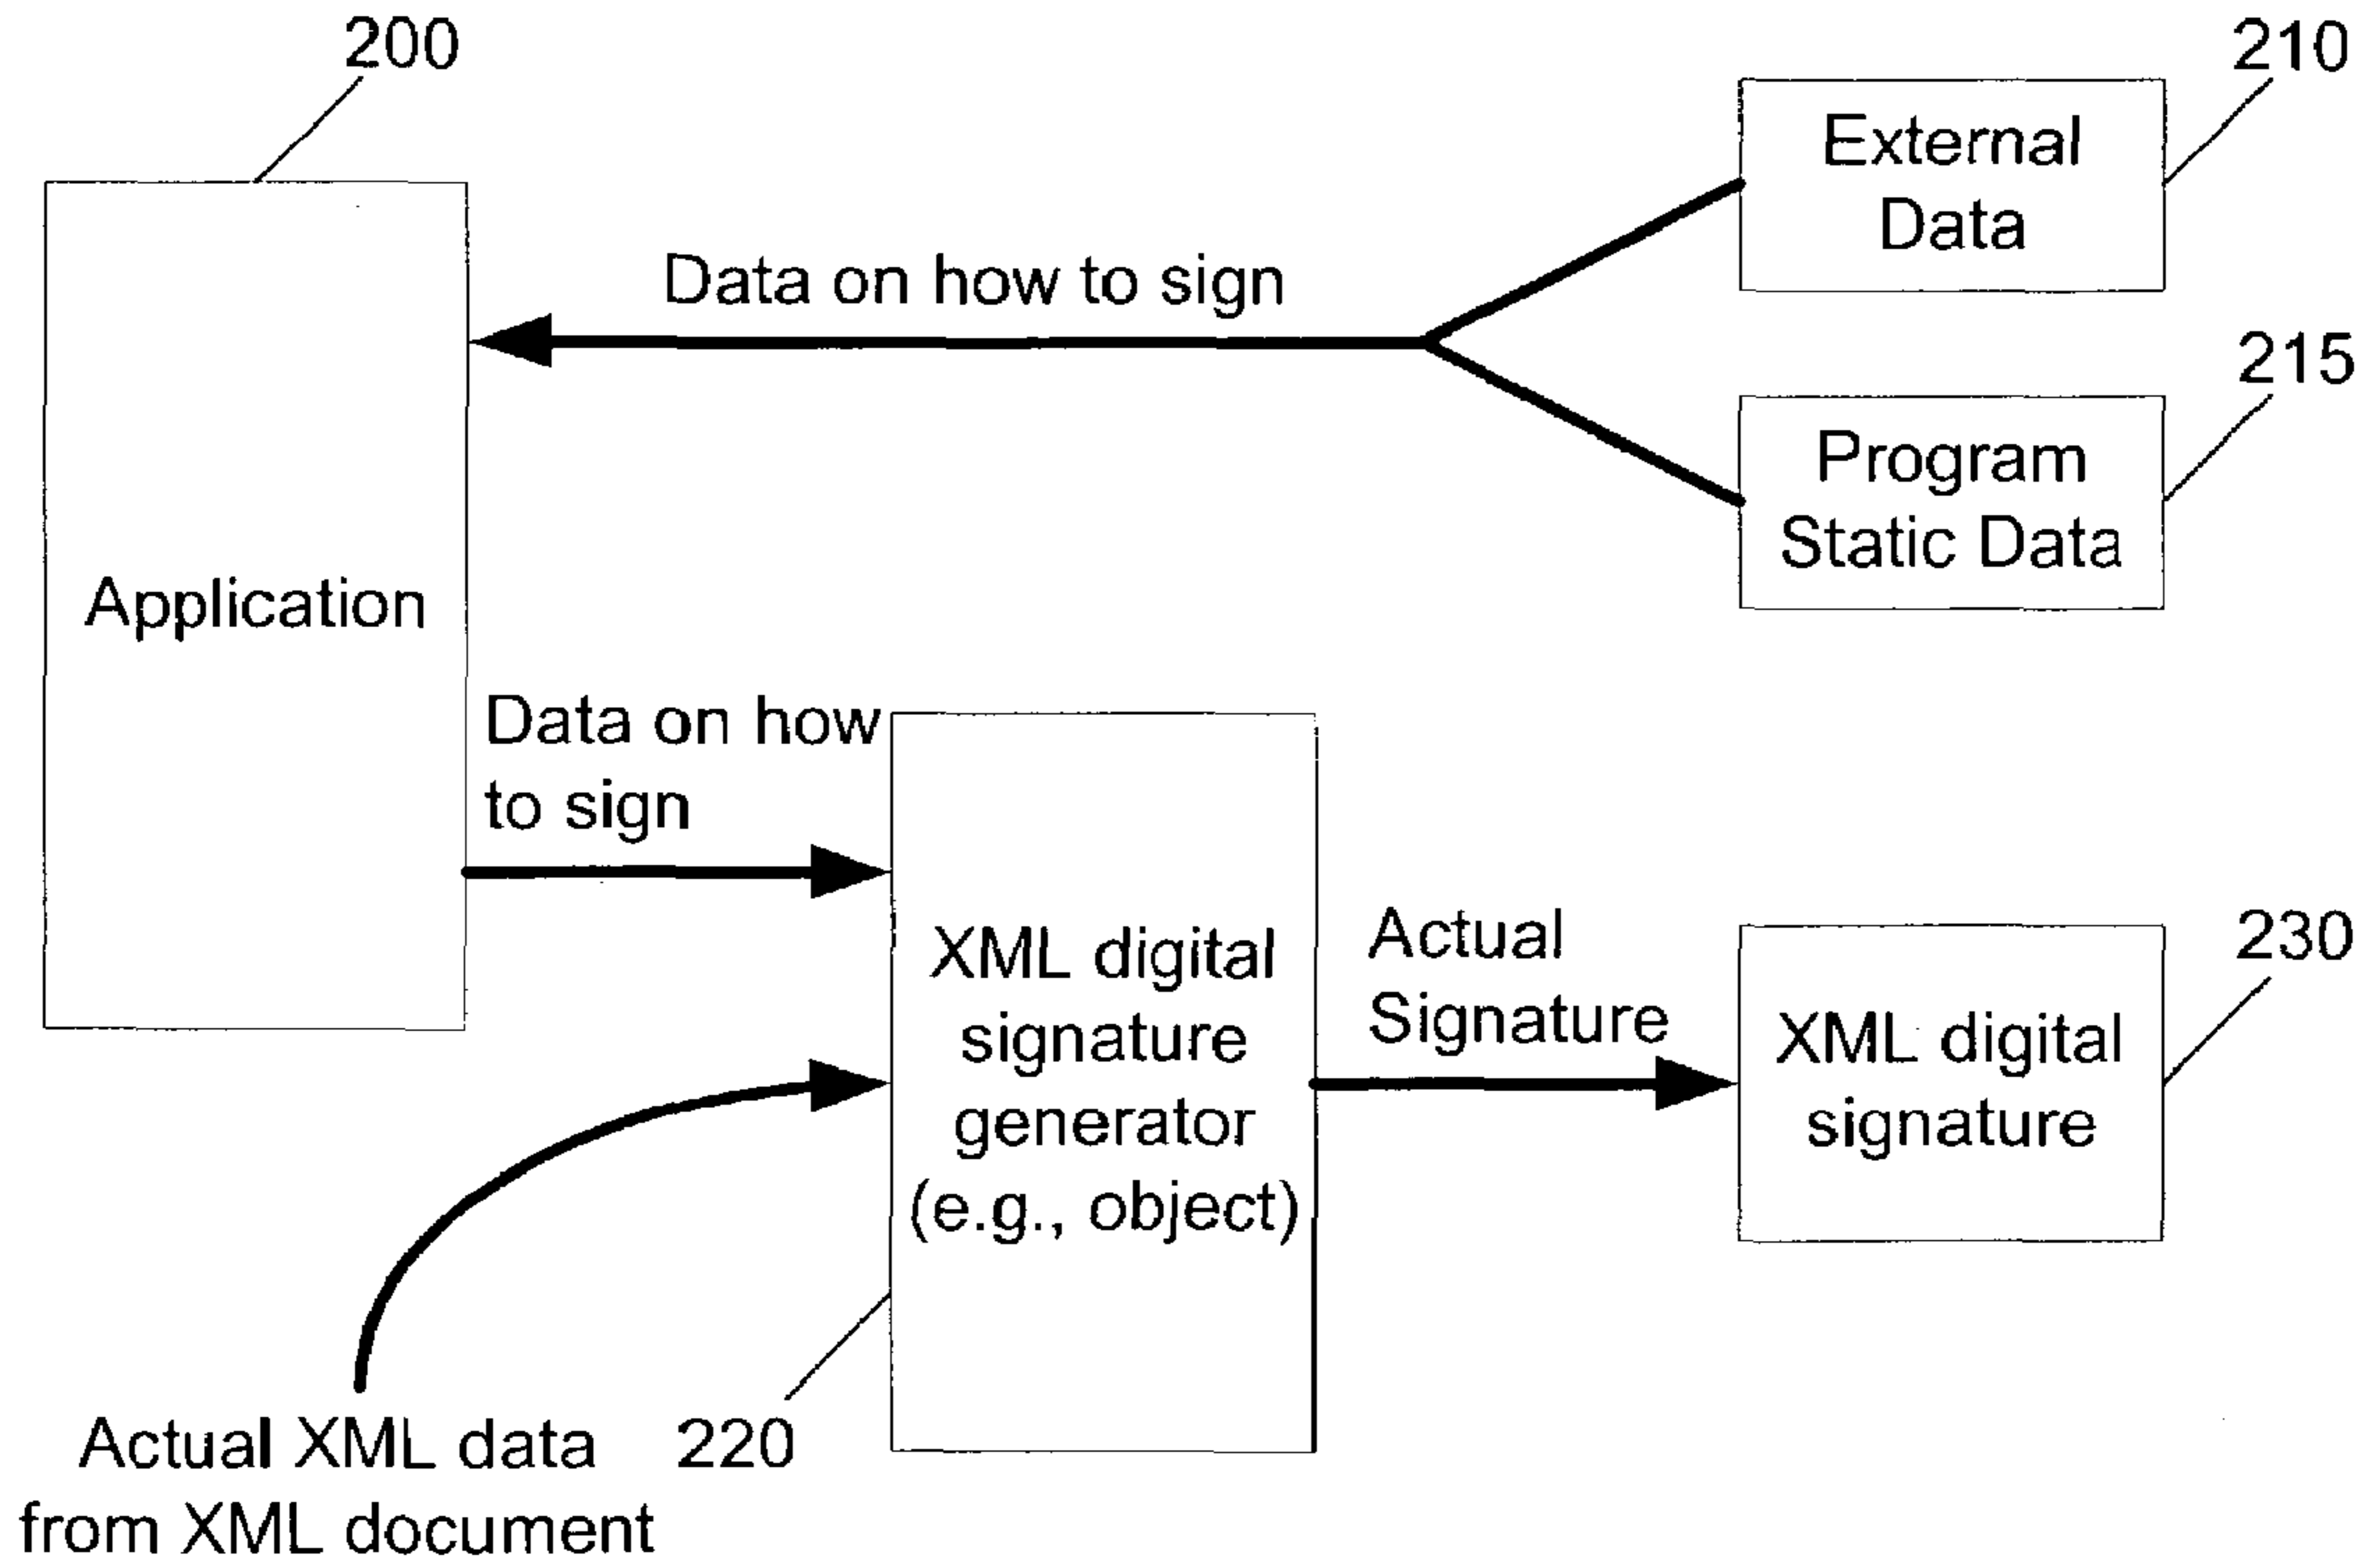 200
210
External
Data
Data on how to sign
215
Program
Static Data
Application
Data on how
to sign
XML digital
signature
generator
(e.g., object)
Actual
Signature
230
XML digital
signature
220
Actual XML data
from XML document